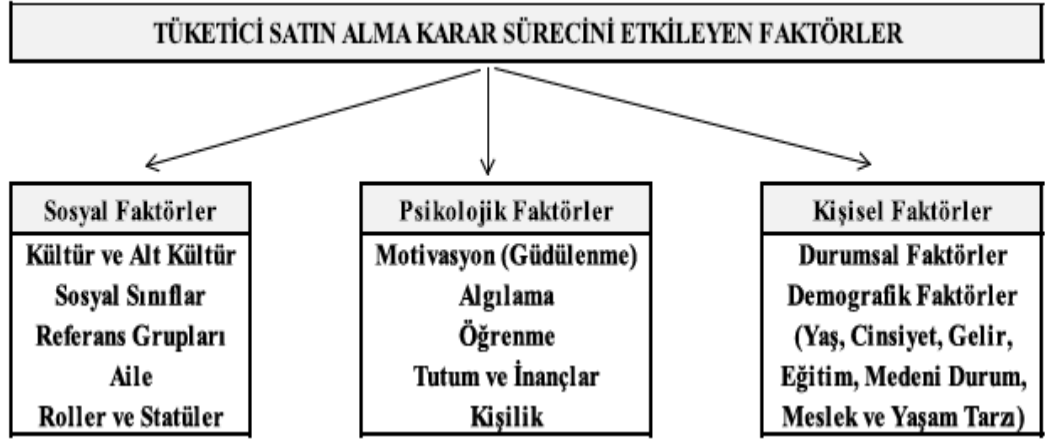 TÜKETİCİ SATIN ALMA KARAR SÜRECİNİ ETKİLEYEN FAKTÖRLER
Sosyal Faktörler
Kültür ve Alt Kültür
Sosyal Sınıflar
Referans Grupları
Aile
Roller ve Statüler
Psikolojik Faktörler
Motivasyon (Güdülenme)
Algılama
Öğrenme
Tutum ve İnançlar
Kişilik
Kişisel Faktörler
Durumsal Faktörler
Demografik Faktörler
(Yaş, Cinsiyet, Gelir,
Eğitim, Medeni Durum,
Meslek ve Yaşam Tarzı)